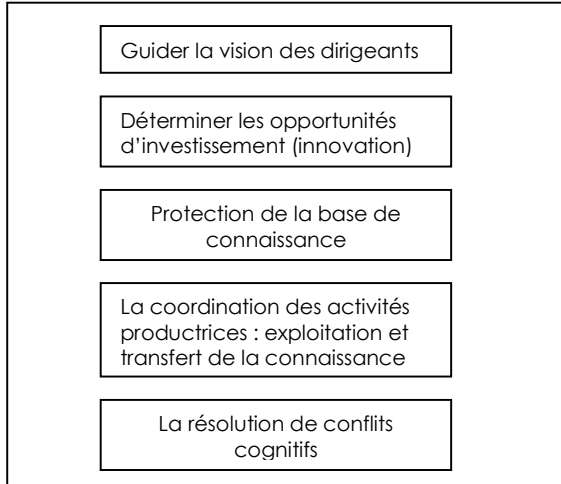 Guider la vision des dirigeants
Déterminer les opportunités
d’investissement (innovation)
Protection de la base de
connaissance
La coordination des activités
productrices : exploitation et
transfert de la connaissance
La résolution de conflits
cognitifs